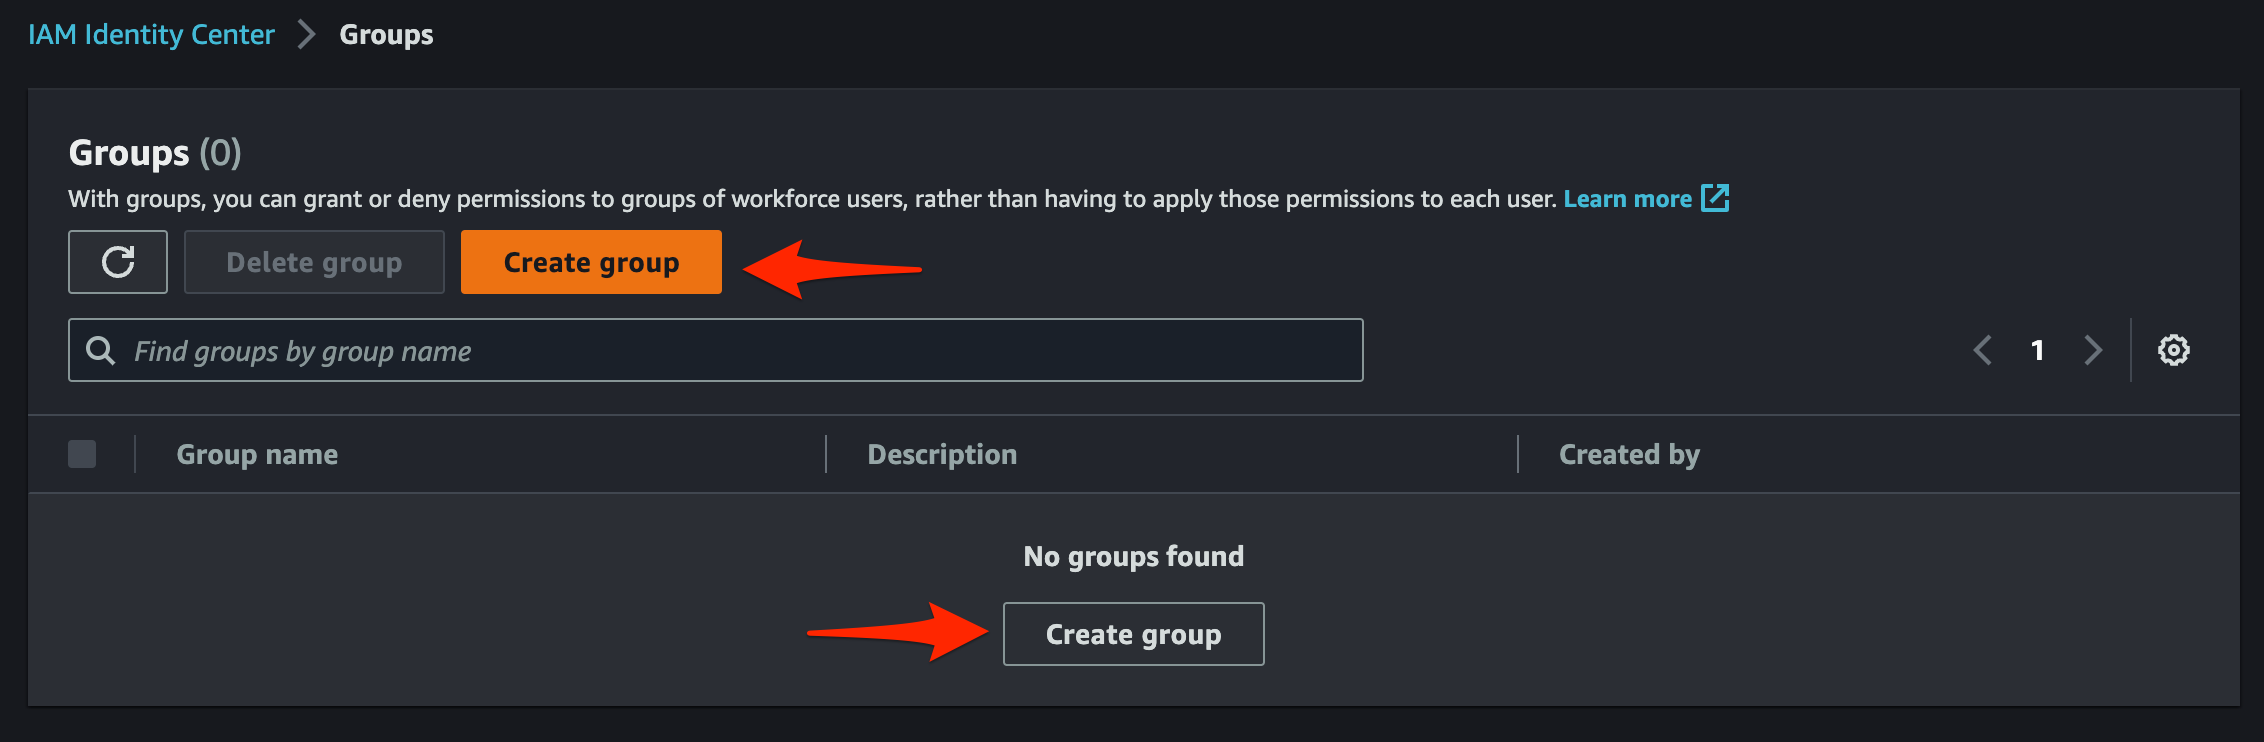 IAM Identity Center > Groups
Groups (0)
With groups, you can grant or deny permissions to groups of workforce users, rather than having to apply those permissions to each user. Learn more
Delete group Create group
Find groups by group name
1
Group name Description Created by
No groups found
Create group